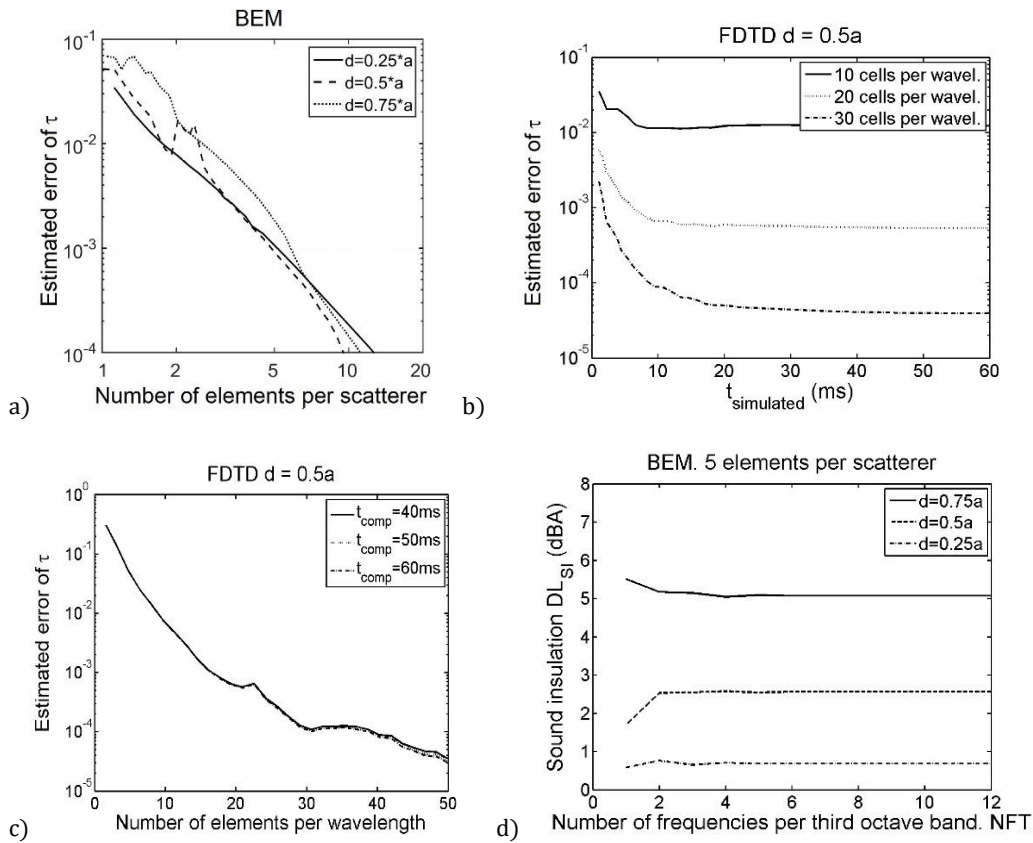 BEM
10^-1
10^-2
10^-3
10^-4
Estimated error of τ
1
2
5
10
20
Number of elements per scatterer
d=0.25*a
d=0.5*a
d=0.75*a
a)
FDTD d = 0.5a
10^-1
10^-2
10^-3
10^-4
10^-5
Estimated error of τ
0
10
20
30
40
50
60
t_simulated (ms)
10 cells per wavel.
20 cells per wavel.
30 cells per wavel.
b)
FDTD d = 0.5a
10^0
10^-1
10^-2
10^-3
10^-4
10^-5
Estimated error of τ
0
10
20
30
40
50
Number of elements per wavelength
t_comp=40ms
t_comp=50ms
t_comp=60ms
c)
BEM. 5 elements per scatterer
8
7
6
5
4
3
2
1
0
Sound insulation DL_SI (dBA)
0
2
4
6
8
10
12
Number of frequencies per third octave band. NFT
d=0.75a
d=0.5a
d=0.25a
d)